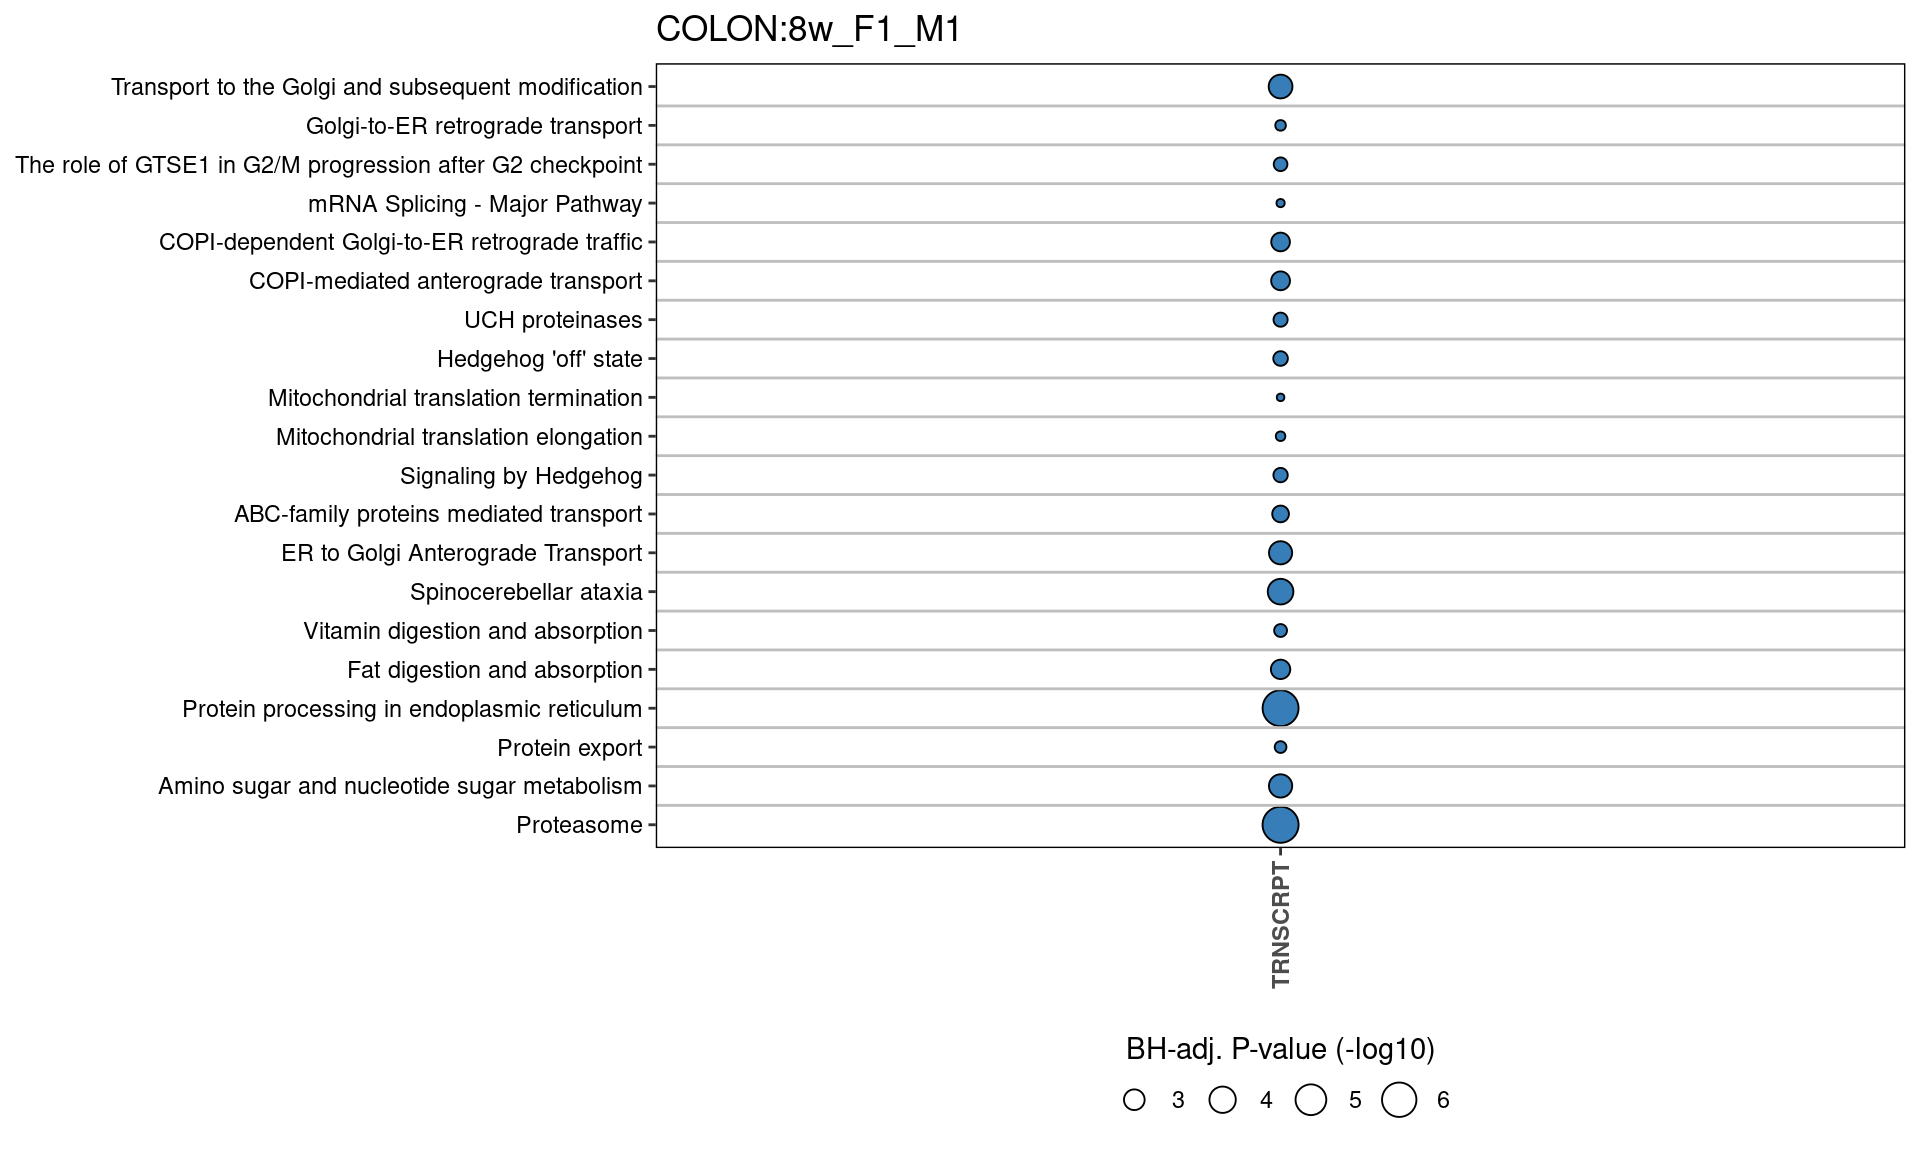 COLON:8w_F1_M1
Transport to the Golgi and subsequent modification
Golgi-to-ER retrograde transport
The role of GTSE1 in G2/M progression after G2 checkpoint
mRNA Splicing - Major Pathway
COPI-dependent Golgi-to-ER retrograde traffic
COPI-mediated anterograde transport
UCH proteinases
Hedgehog 'off' state
Mitochondrial translation termination
Mitochondrial translation elongation
Signaling by Hedgehog
ABC-family proteins mediated transport
ER to Golgi Anterograde Transport
Spinocerebellar ataxia
Vitamin digestion and absorption
Fat digestion and absorption
Protein processing in endoplasmic reticulum
Protein export
Amino sugar and nucleotide sugar metabolism
Proteasome
TRNSCRPT
BH-adj. P-value (-log10)
3 4 5 6